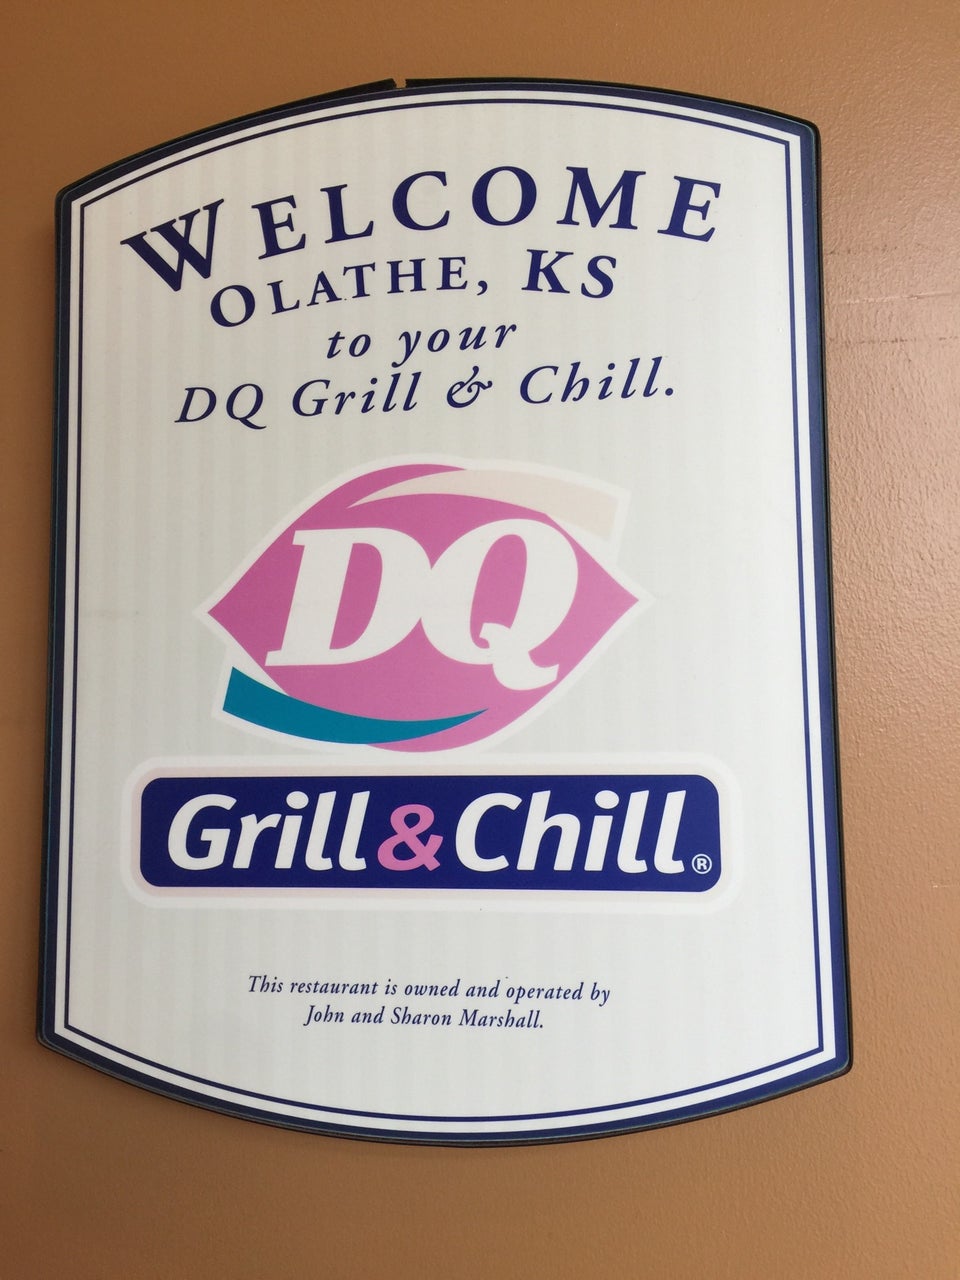 WELCOME
OLATHE, KS
to your
DQ Grill & Chill.
DQ
Grill & Chill ®
This restaurant is owned and operated by
John and Sharon Marshall.